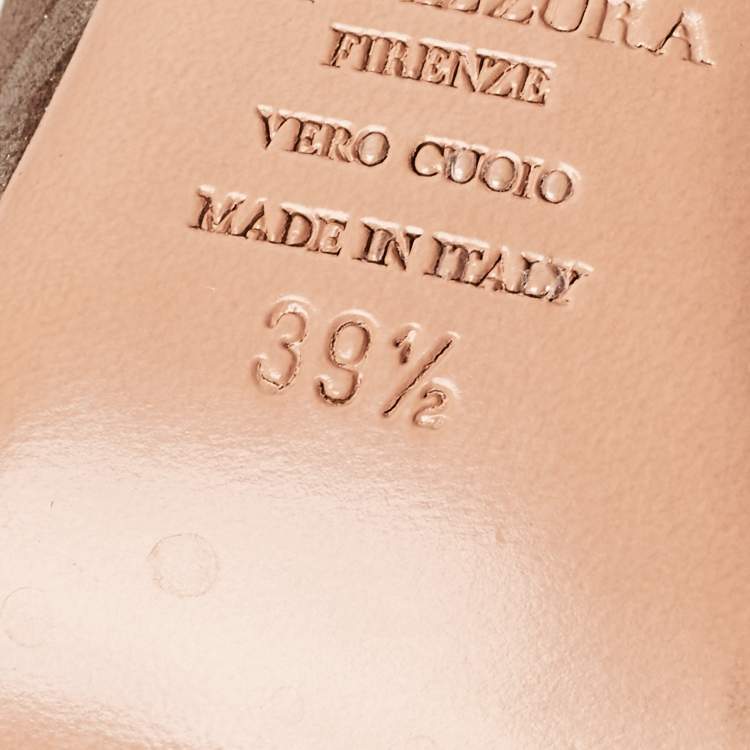 FIRENZE
VERO CUOIO
MADE IN ITALY
39½